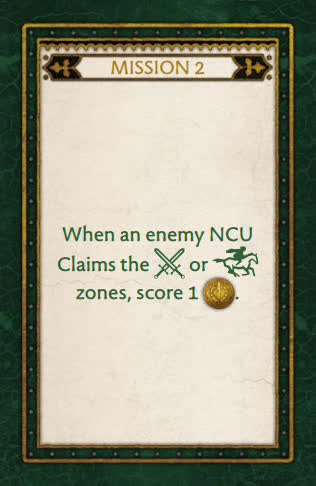 MISSION 2
When an enemy NCU
Claims the or
zones, score 1 .